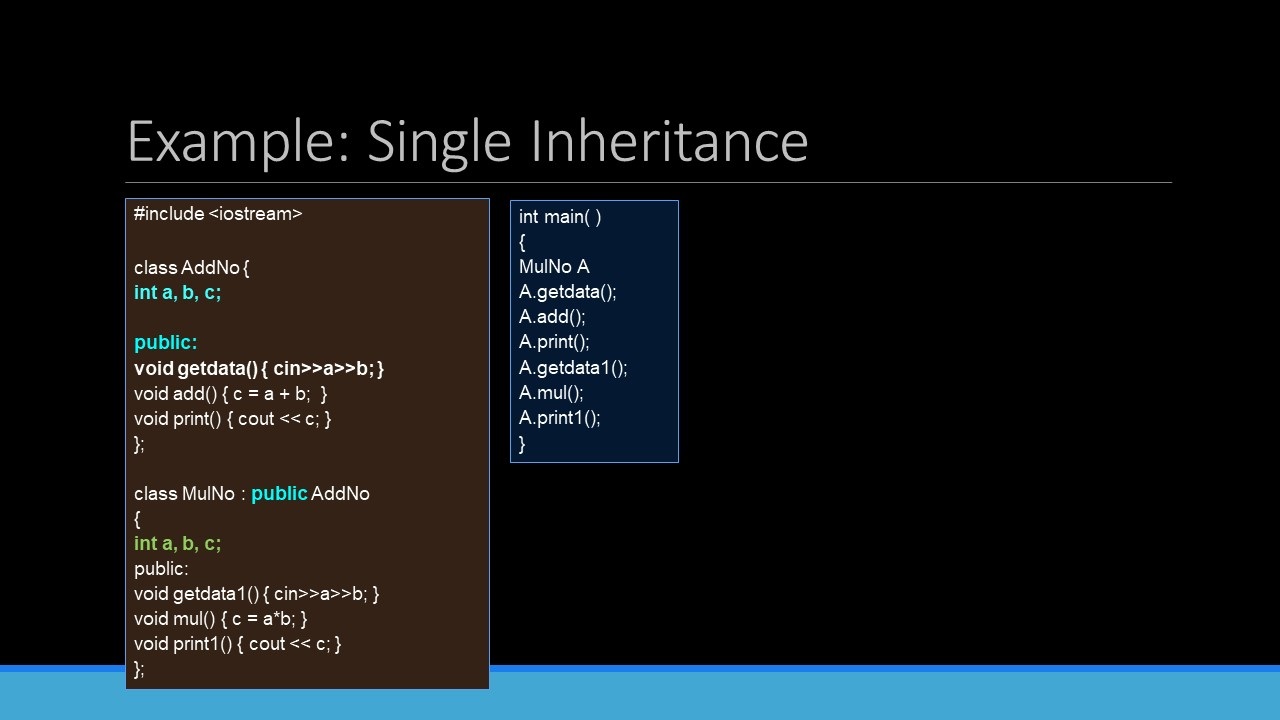 Example: Single Inheritance
#include <iostream>
class AddNo {
int a, b, c;
public:
void getdata() { cin>>a>>b; }
void add() { c = a + b;  }
void print() { cout << c; }
};
class MulNo : public AddNo
{
int a, b, c;
public:
void getdata1() { cin>>a>>b; }
void mul() { c = a*b; }
void print1() { cout << c; }
};
int main( )
{
MulNo A
A.getdata();
A.add();
A.print();
A.getdata1();
A.mul();
A.print1();
}